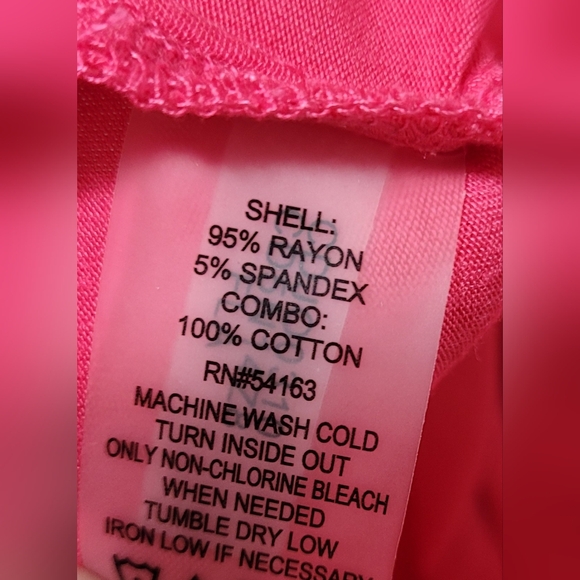 SHELL:
95% RAYON
5% SPANDEX
COMBO:
100% COTTON
RN#54163
MACHINE WASH COLD
TURN INSIDE OUT
ONLY NON-CHLORINE BLEACH
WHEN NEEDED
TUMBLE DRY LOW
IRON LOW IF NECESSARY